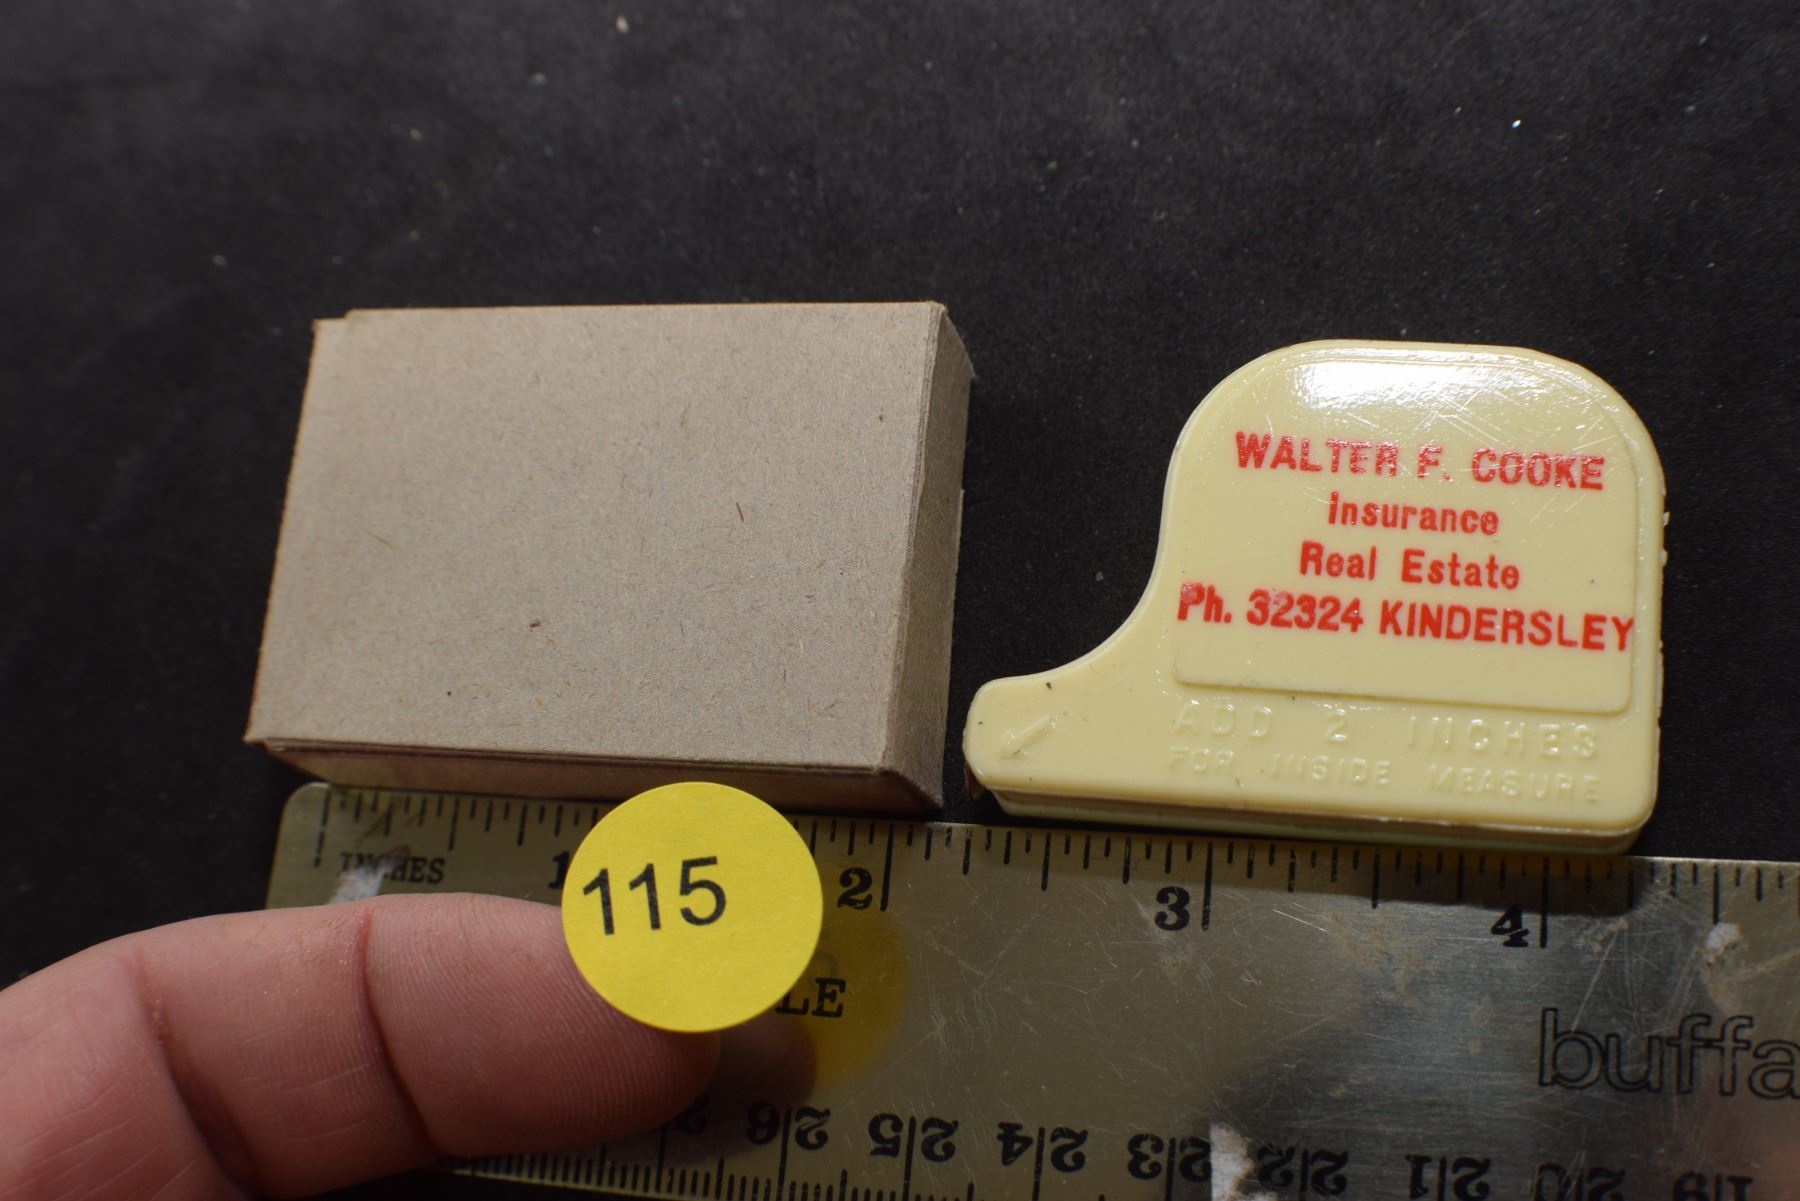 WALTER F. COOKE
Insurance
Real Estate
Ph. 32324 KINDERSLEY
ADD 2 INCHES
FOR INSIDE MEASURE
INCHES 1 2 3 4
115
LE
buffa
26 25 24 23 22 21 20 19